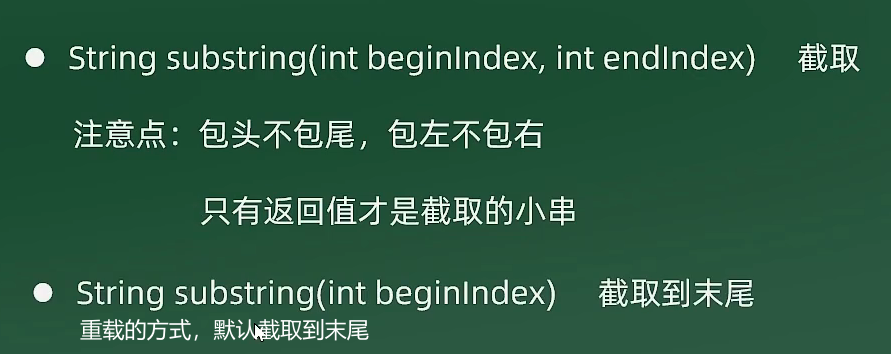 ● String substring(int beginIndex, int endIndex) 截取
注意点：包头不包尾，包左不包右
只有返回值才是截取的小串
● String substring(int beginIndex) 截取到末尾
重载的方式，默认截取到末尾